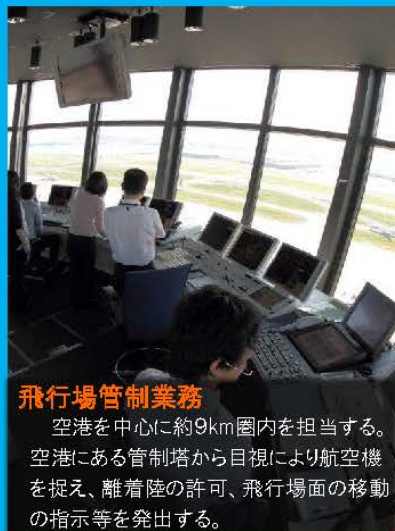 飛行場管制業務
空港を中心に約9km圏内を担当する。
空港にある管制塔から目視により航空機
を捉え、離着陸の許可、飛行場面の移動
の指示等を発出する。